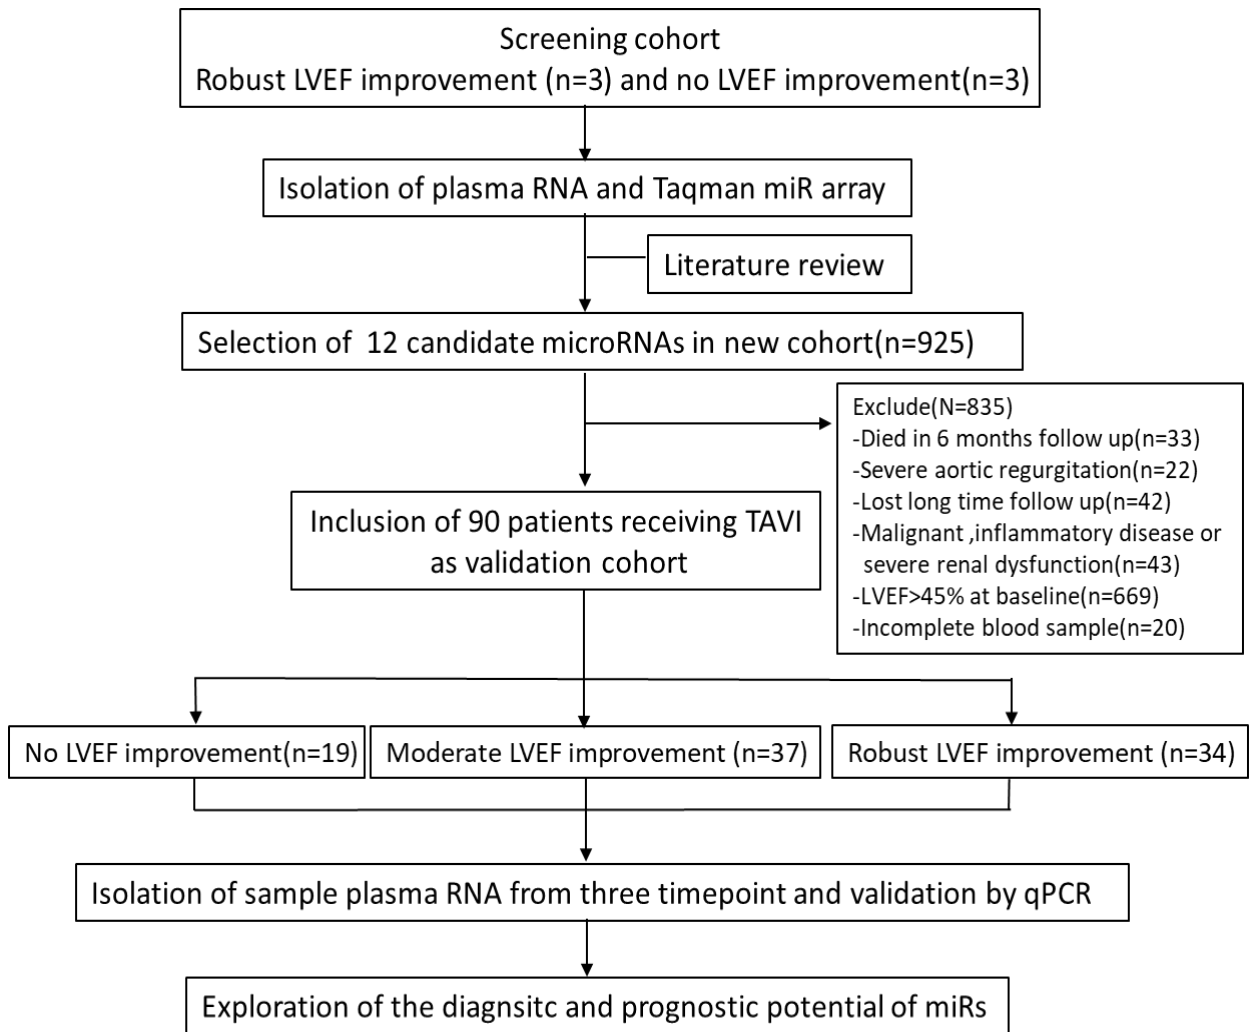 Screening cohort
Robust LVEF improvement (n=3) and no LVEF improvement(n=3)
Isolation of plasma RNA and Taqman miR array
Literature review
Selection of  12 candidate microRNAs in new cohort(n=925)
Exclude(N=835)
-Died in 6 months follow up(n=33)
-Severe aortic regurgitation(n=22)
-Lost long time follow up(n=42)
-Malignant ,inflammatory disease or
severe renal dysfunction(n=43)
-LVEF>45% at baseline(n=669)
-Incomplete blood sample(n=20)
Inclusion of 90 patients receiving TAVI
as validation cohort
No LVEF improvement(n=19)
Moderate LVEF improvement (n=37)
Robust LVEF improvement (n=34)
Isolation of sample plasma RNA from three timepoint and validation by qPCR
Exploration of the diagnsitc and prognostic potential of miRs